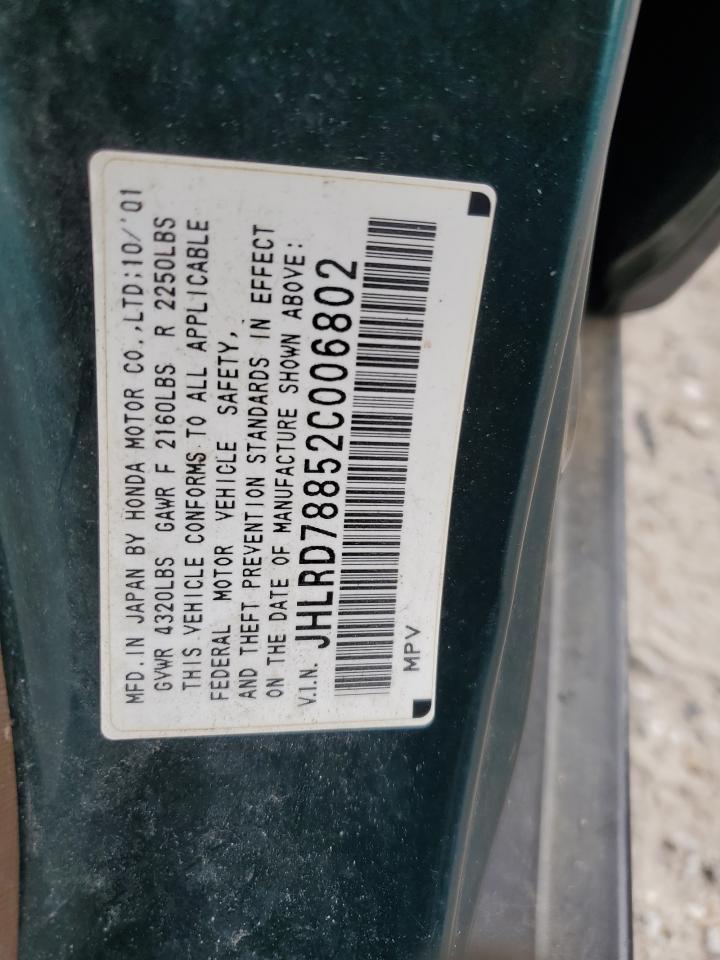 MFD.IN JAPAN BY HONDA MOTOR CO.,LTD:10/'01
GVWR 4320LBS GAWR F 2160LBS R 2250LBS
THIS VEHICLE CONFORMS TO ALL APPLICABLE
FEDERAL MOTOR VEHICLE SAFETY,
AND THEFT PREVENTION STANDARDS IN EFFECT
ON THE DATE OF MANUFACTURE SHOWN ABOVE:
V.I.N. JHLRD78852C006802
MPV